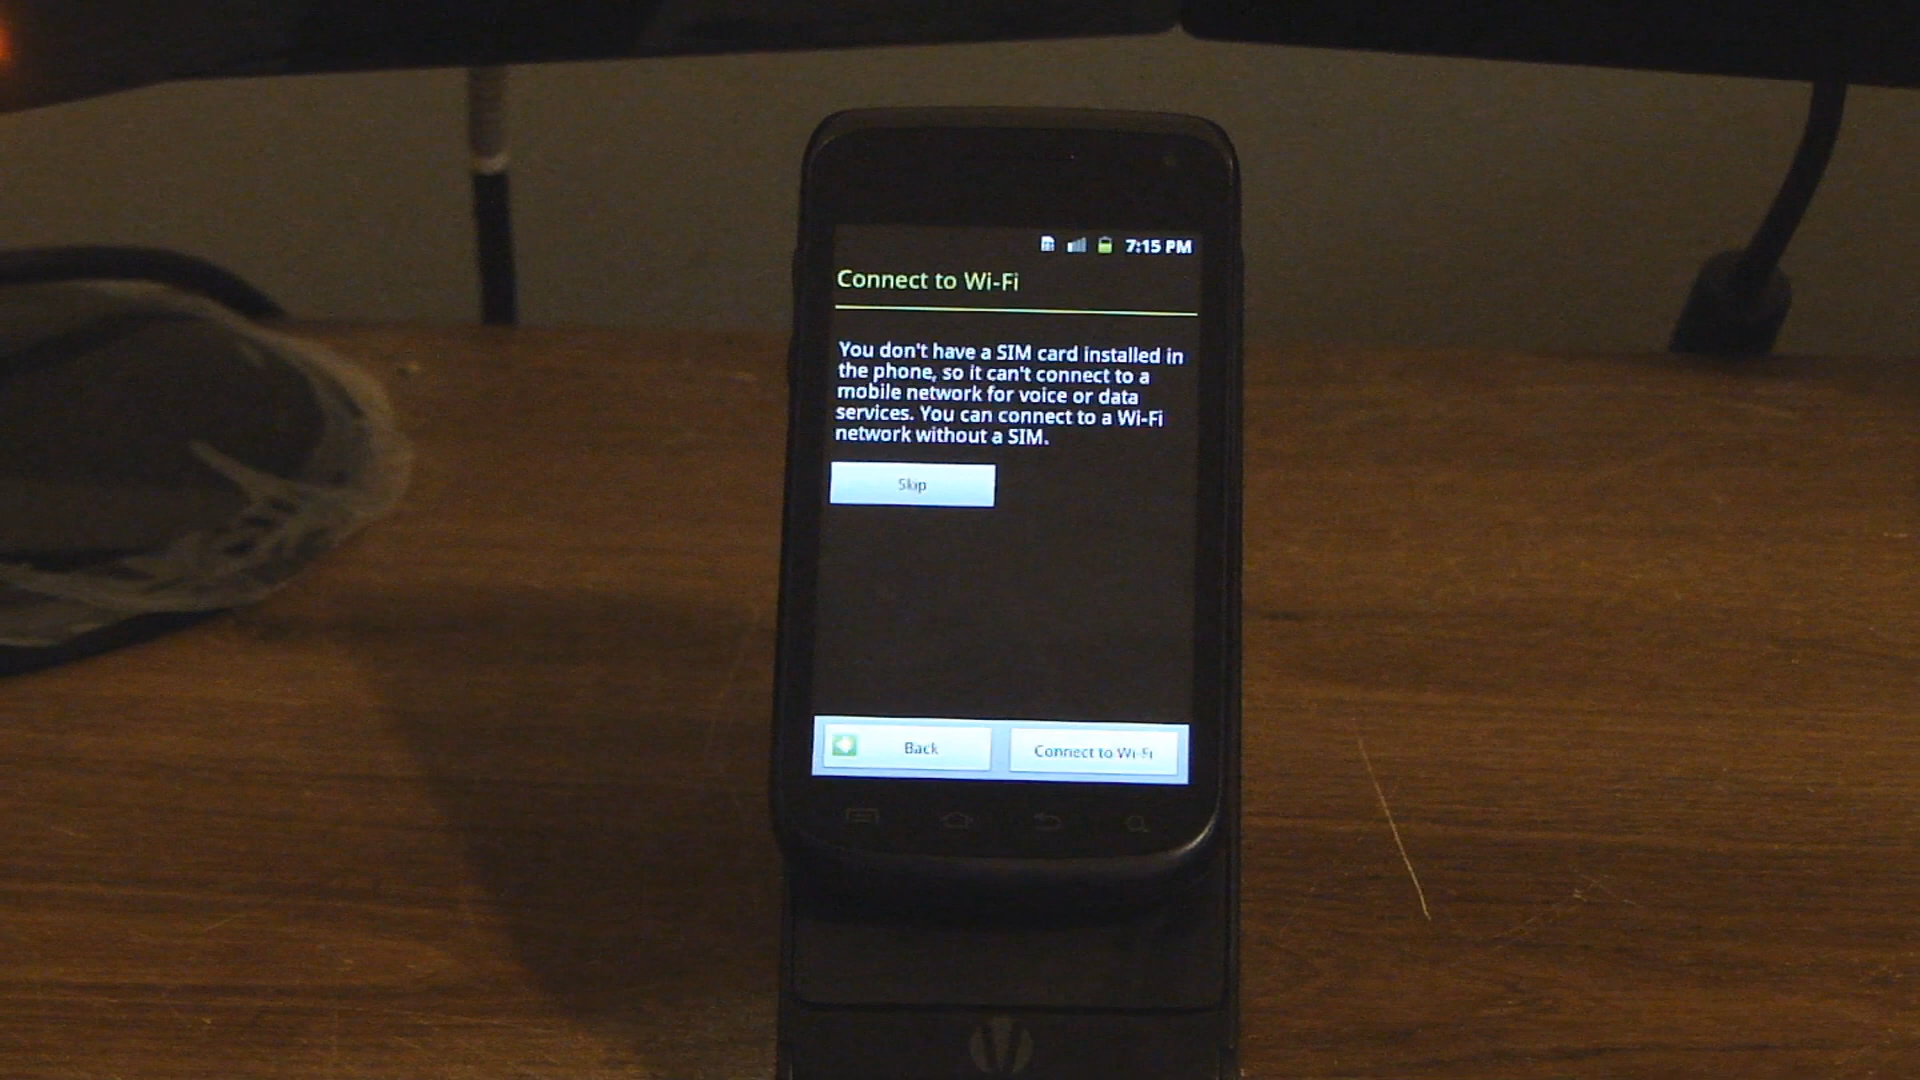 7:15 PM
Connect to Wi-Fi
You don't have a SIM card installed in
the phone, so it can't connect to a
mobile network for voice or data
services. You can connect to a Wi-Fi
network without a SIM.
Skip
Back
Connect to Wi-Fi